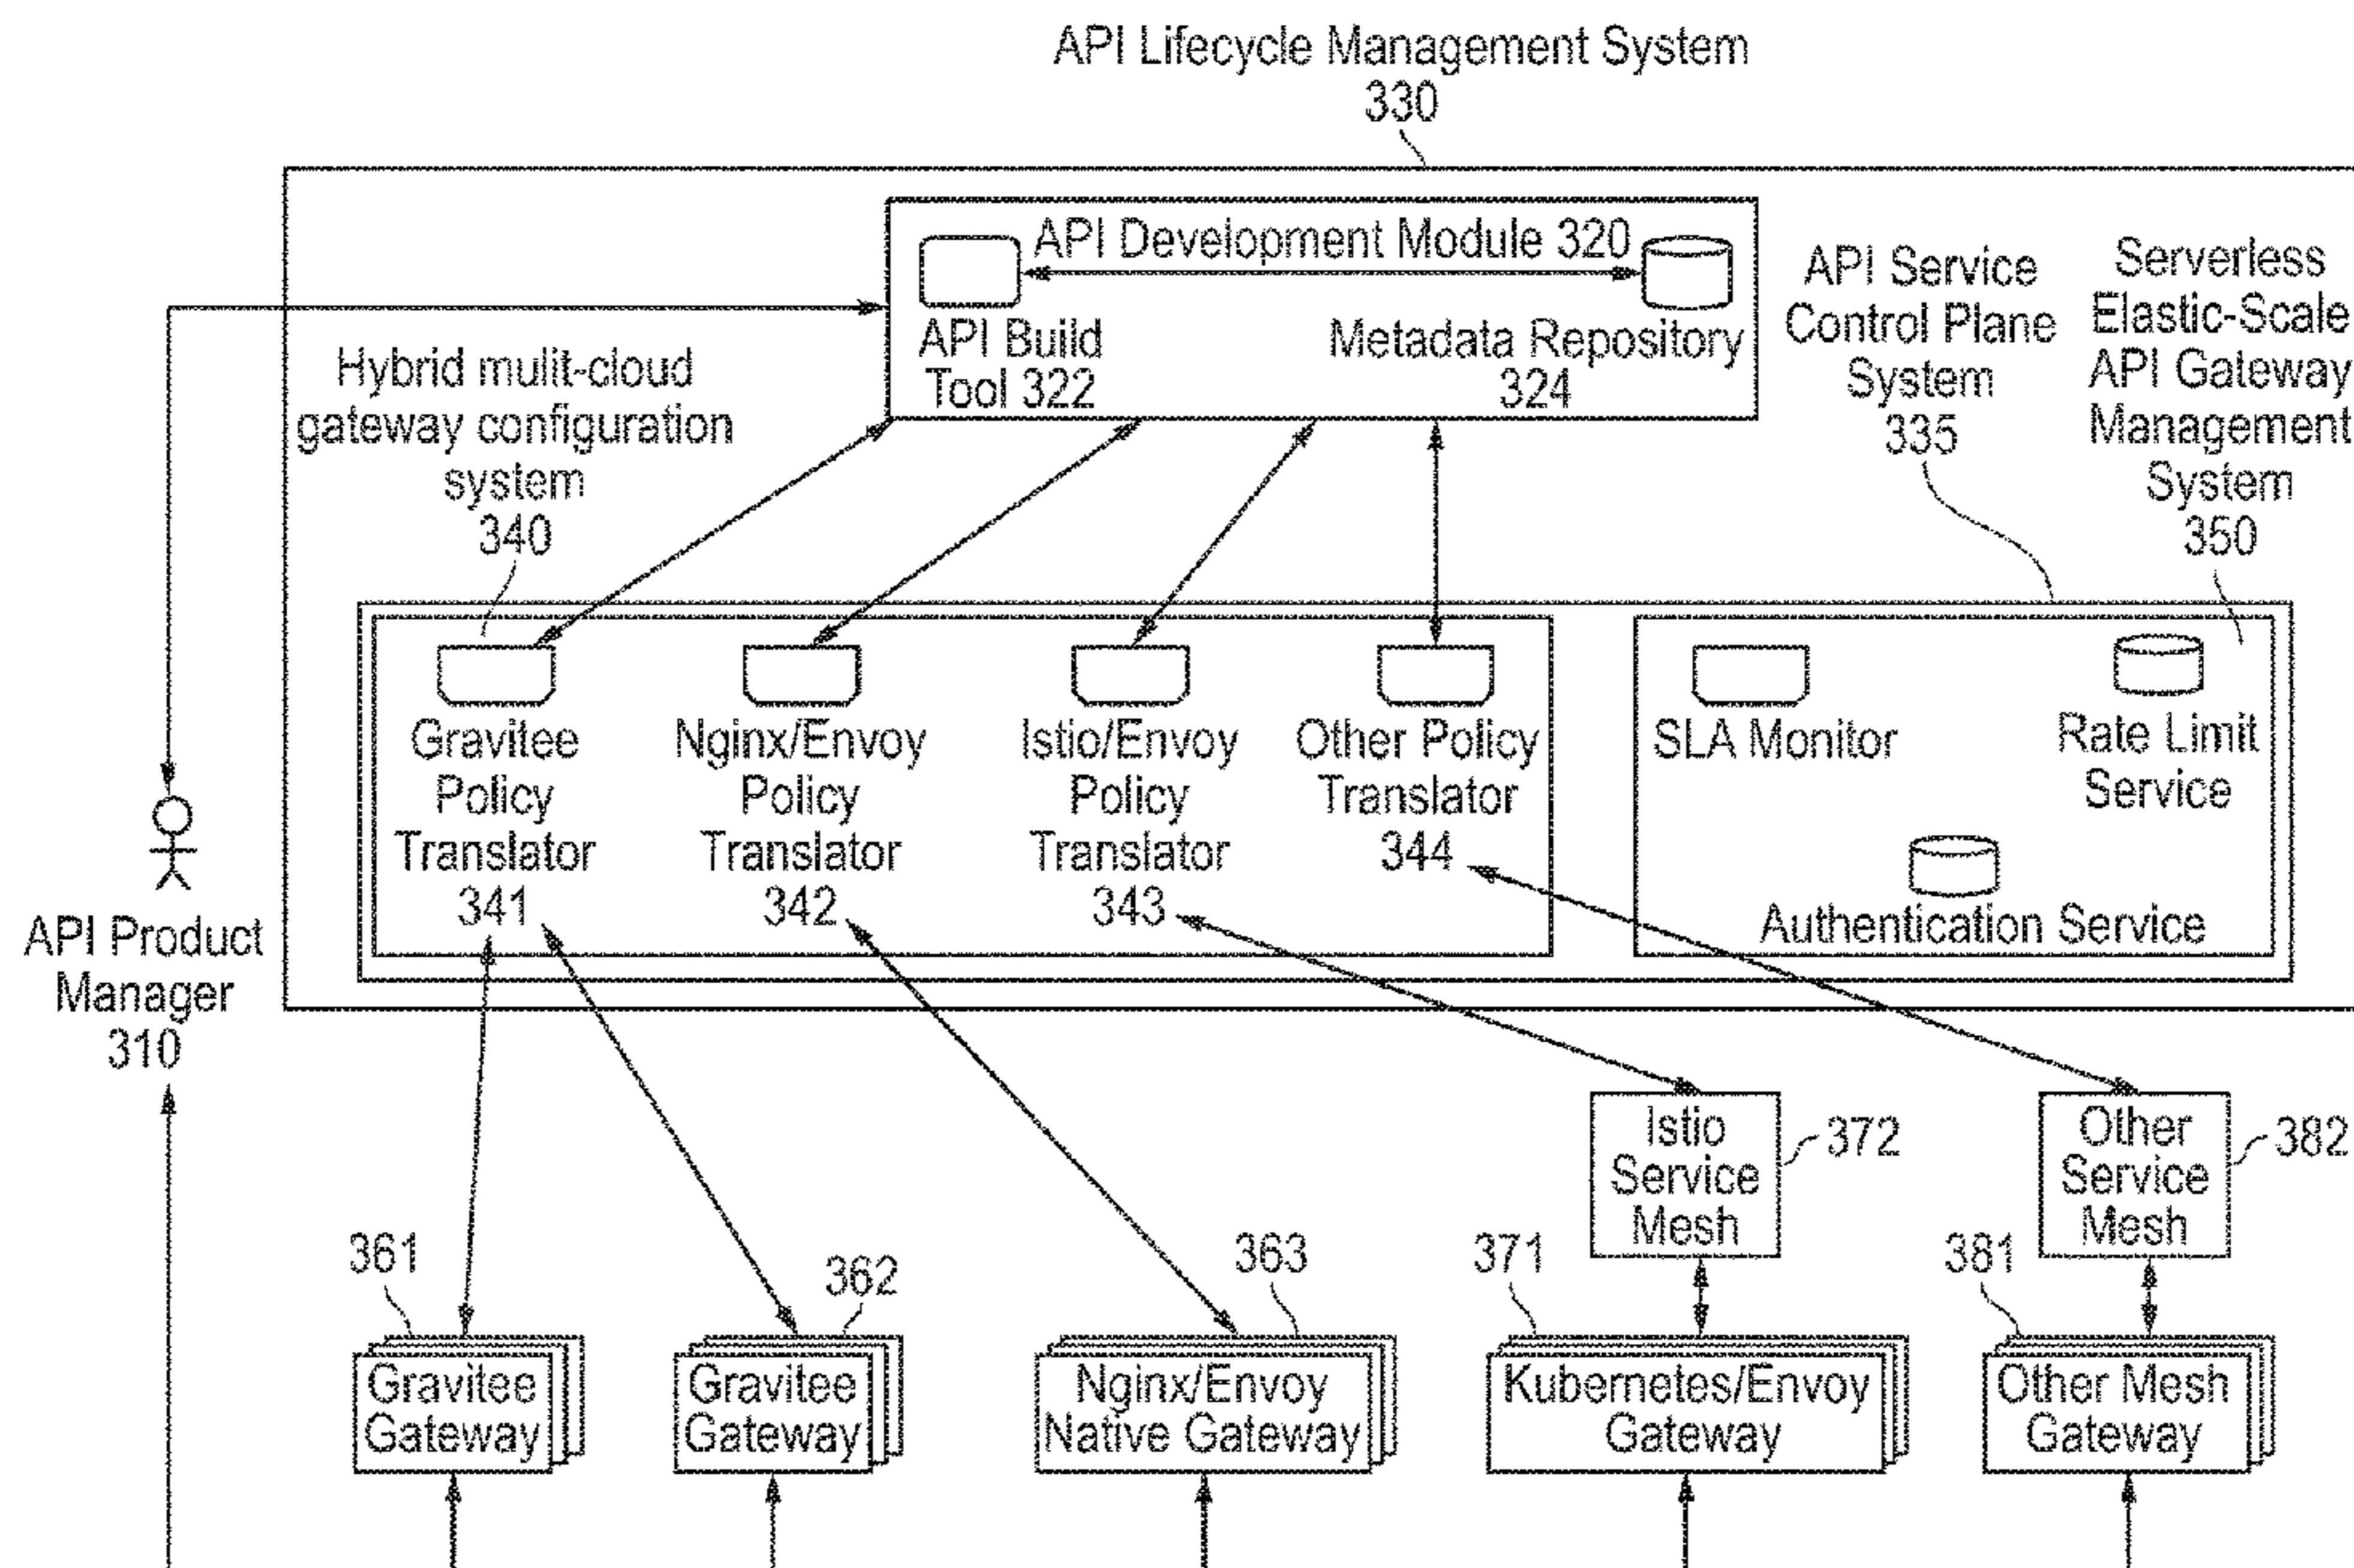 API Lifecycle Management System
330
API Development Module 320
API Build
Tool 322
Metadata Repository
324
API Service
Control Plane
System
335
Serverless
Elastic-Scale
API Gateway
Management
System
350
Hybrid mulit-cloud
gateway configuration
system
340
Gravitee
Policy
Translator
341
Nginx/Envoy
Policy
Translator
342
Istio/Envoy
Policy
Translator
343
Other Policy
Translator
344
SLA Monitor
Rate Limit
Service
Authentication Service
API Product
Manager
310
Istio
Service
Mesh
372
Other
Service
Mesh
382
361
Gravitee
Gateway
362
Gravitee
Gateway
363
Nginx/Envoy
Native Gateway
371
Kubernetes/Envoy
Gateway
381
Other Mesh
Gateway